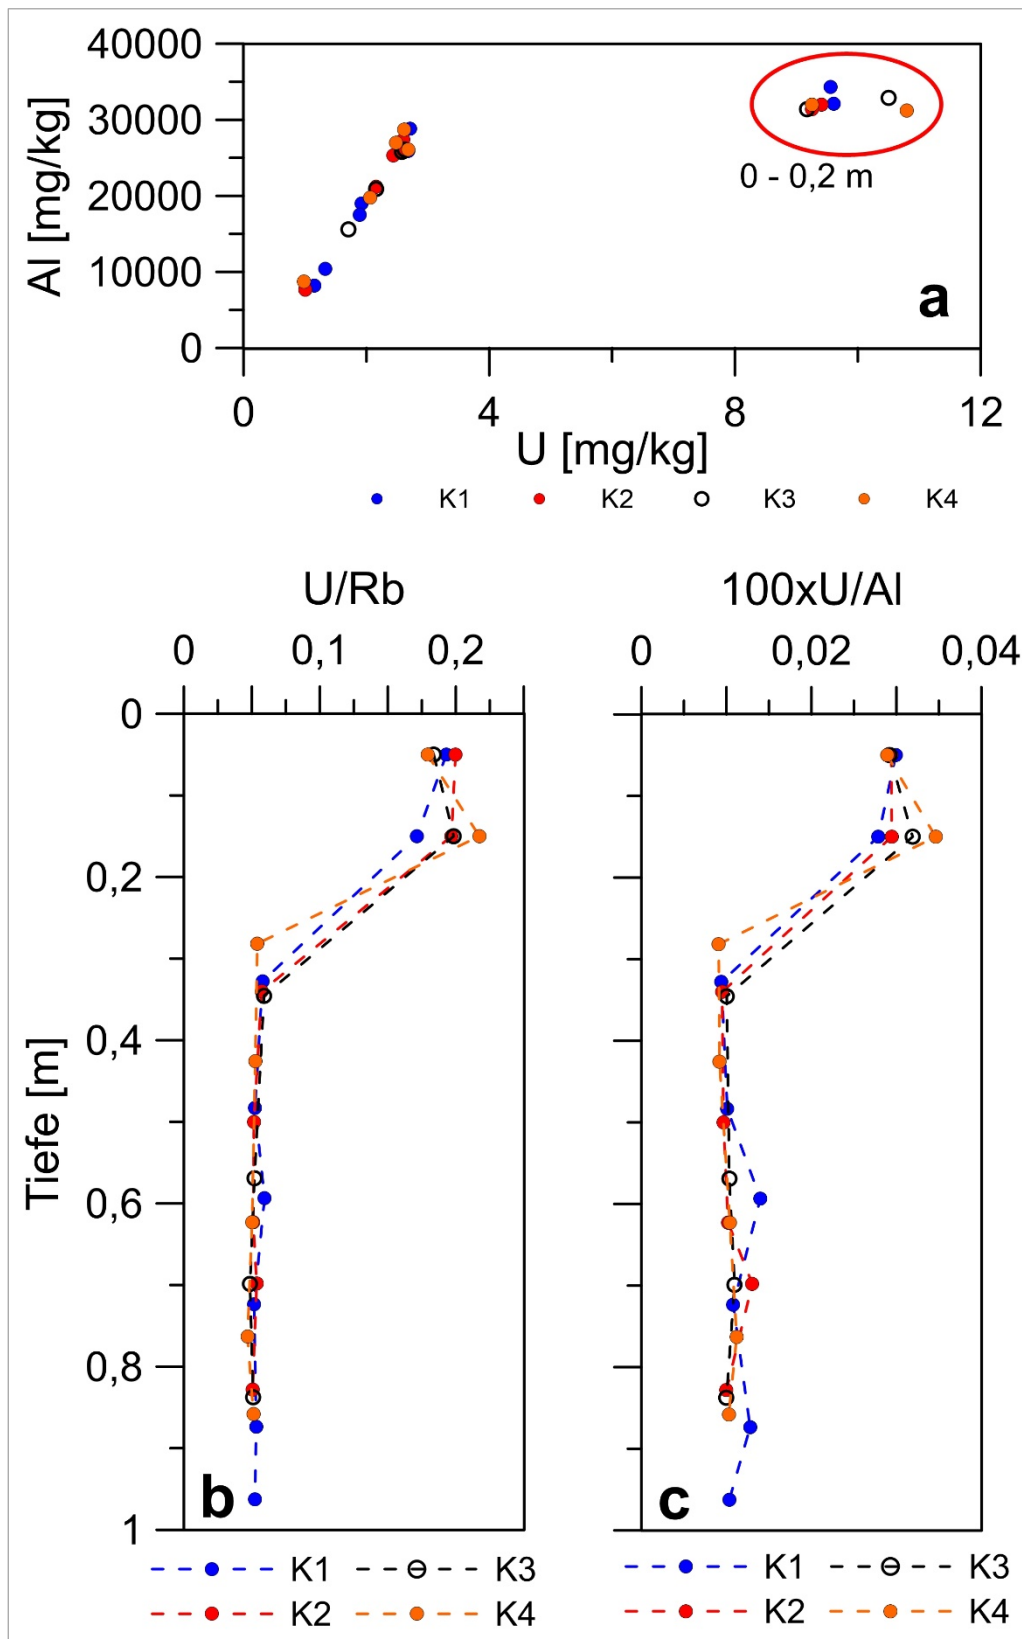 40000
30000
20000
10000
0
Al [mg/kg]
0 - 0,2 m
a
0 4 8 12
U [mg/kg]
K1 K2 K3 K4
U/Rb
0 0,1 0,2
100xU/Al
0 0,02 0,04
0
0,2
0,4
0,6
0,8
1
Tiefe [m]
b
c
K1 K3
K2 K4
K1 K3
K2 K4